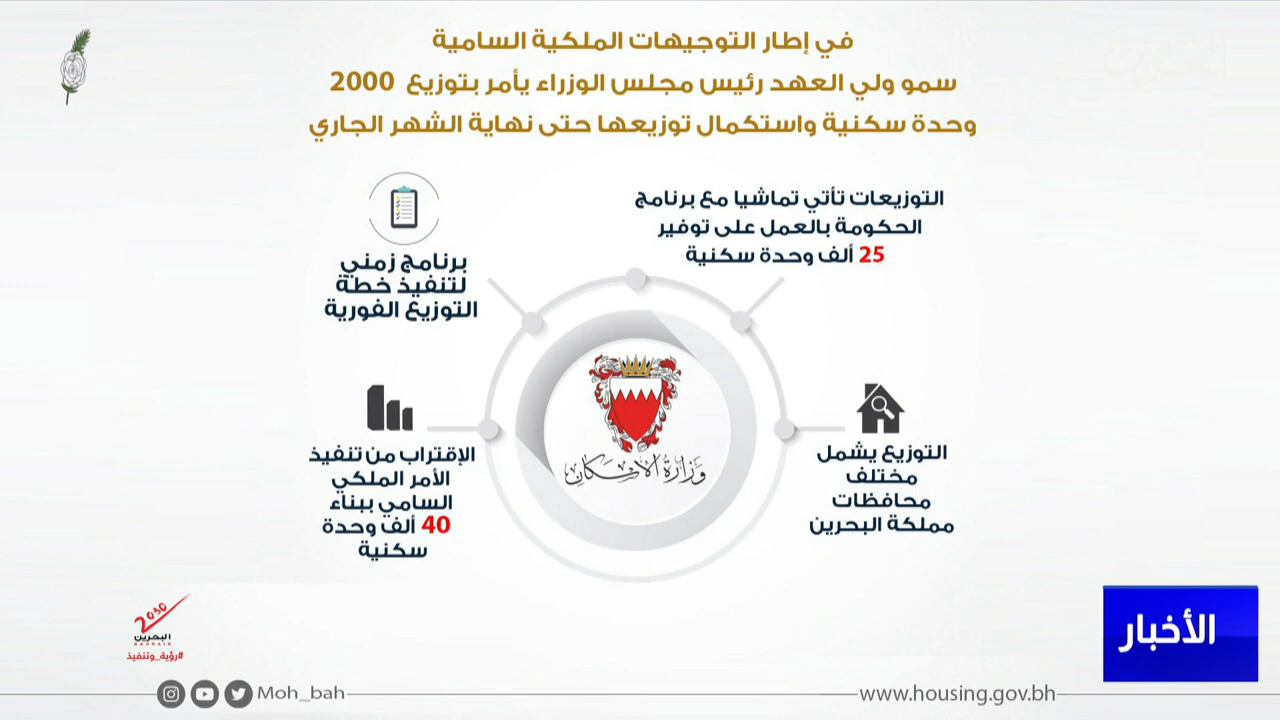 في إطار التوجيهات الملكية السامية
سمو ولي العهد رئيس مجلس الوزراء يأمر بتوزيع 2000
وحدة سكنية واستكمال توزيعها حتى نهاية الشهر الجاري
التوزيعات تأتي تماشيا مع برنامج
الحكومة بالعمل على توفير
25 ألف وحدة سكنية
برنامج زمني
لتنفيذ خطة
التوزيع الفورية
التوزيع يشمل
مختلف
محافظات
مملكة البحرين
الإقتراب من تنفيذ
الأمر الملكي
السامي ببناء
40 ألف وحدة
سكنية
وزارة الاسكان
2030
البحرين
BAHRAIN
#رؤية_وتنفيذ
الأخبار
Moh_bah
www.housing.gov.bh